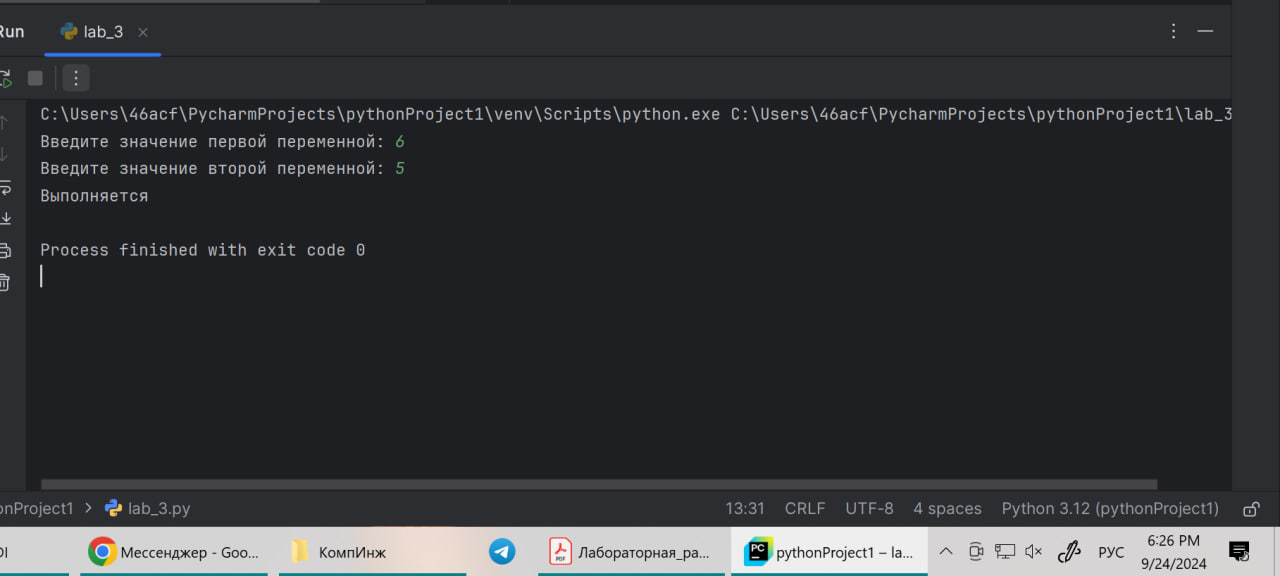 Run lab_3
C:\Users\46acf\PycharmProjects\pythonProject1\venv\Scripts\python.exe C:\Users\46acf\PycharmProjects\pythonProject1\lab_3
Введите значение первой переменной: 6
Введите значение второй переменной: 5
Выполняется
Process finished with exit code 0
onProject1 > lab_3.py 13:31 CRLF UTF-8 4 spaces Python 3.12 (pythonProject1)
Мессенджер - Goo... КомпИнж Лабораторная_ра... PC pythonProject1 – la... РУС 6:26 PM
9/24/2024